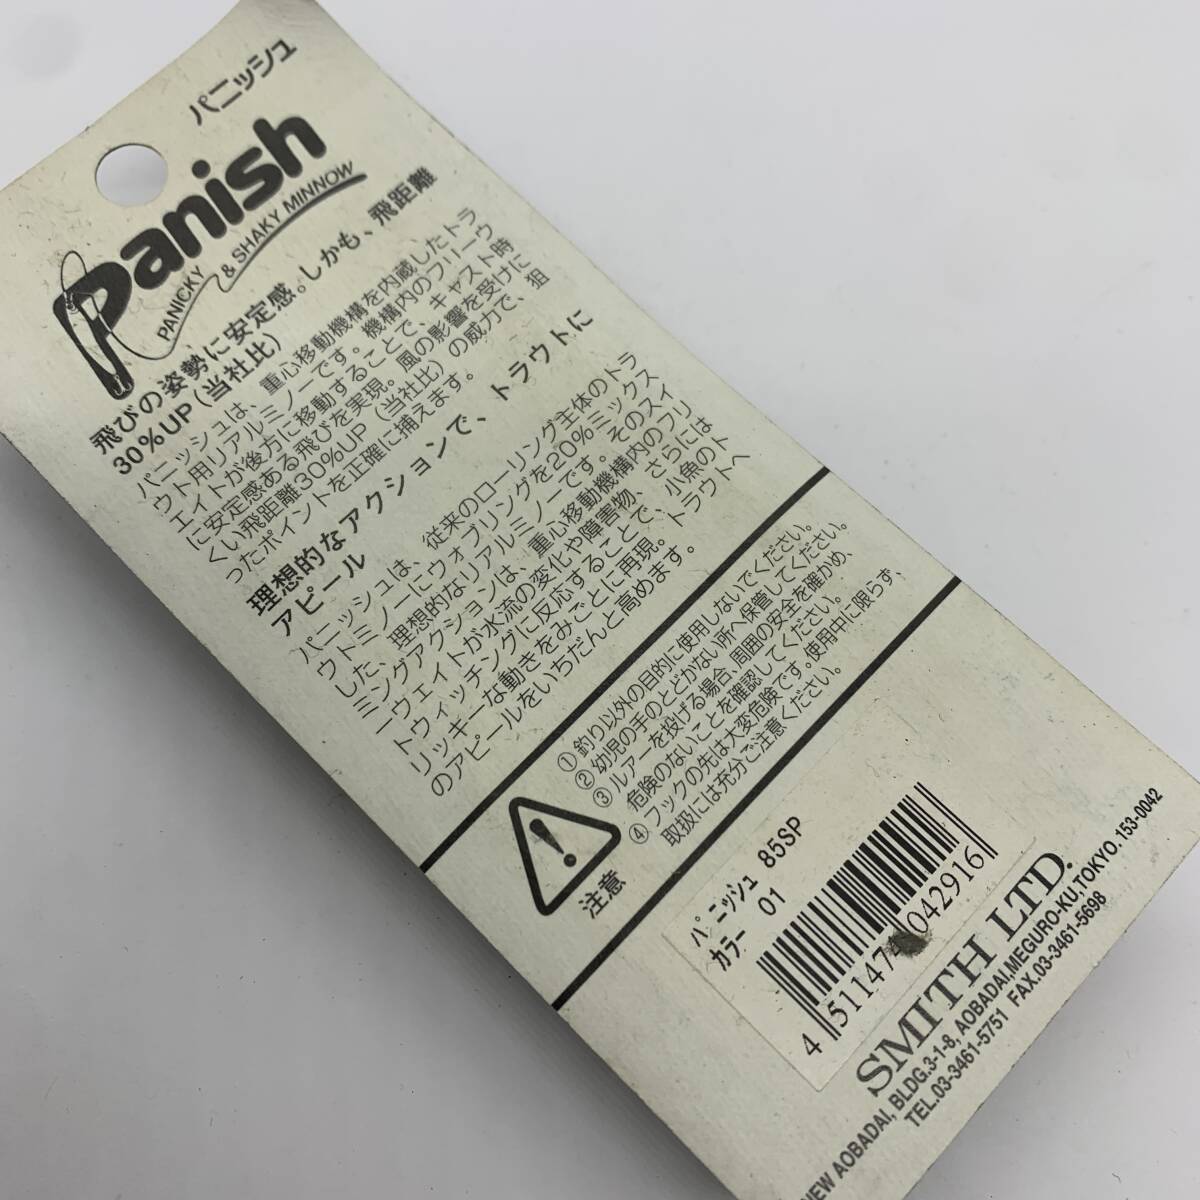 パニッシュ
Panish
PANICKY & SHAKY MINNOW
飛びの姿勢に安定感。しかも、飛距離
30%UP(当社比)
パニッシュは、重心移動機構を内蔵したトラ
ウト用リアルミノーです。機構内のフリーウ
エイトが後方に移動することで、キャスト時
に安定感ある飛びを実現。風の影響を受けに
くい飛距離30%UP(当社比)の威力で、狙
ったポイントを正確に捕えます。
理想的なアクションで、トラウトに
アピール
パニッシュは、従来のローリング主体のトラ
ウトミノーにウォブリングを20%ミックス
した、理想的なリアルミノーです。そのスイ
ミングアクションは、重心移動機構内のフリ
ーウェイトが水流の変化や障害物、さらには
トウィッチングに反応することで、小魚のト
リッキーな動きをみごとに再現。トラウトへ
のアピールをいちだんと高めます。
注意
①釣り以外の目的に使用しないでください。
②幼児の手のとどかない所へ保管してください。
③ルアーを投げる場合、周囲の安全を確かめ、
危険のないことを確認してください。
④フックの先は大変危険です。使用中に限らず、
取扱には充分ご注意ください。
パニッシュ 85SP
カラー 01
4 511474 042916
SMITH LTD.
NEW AOBADAI, BLDG.3-1-8, AOBADAI,MEGURO-KU,TOKYO. 153-0042
TEL.03-3461-5751 FAX.03-3461-5698